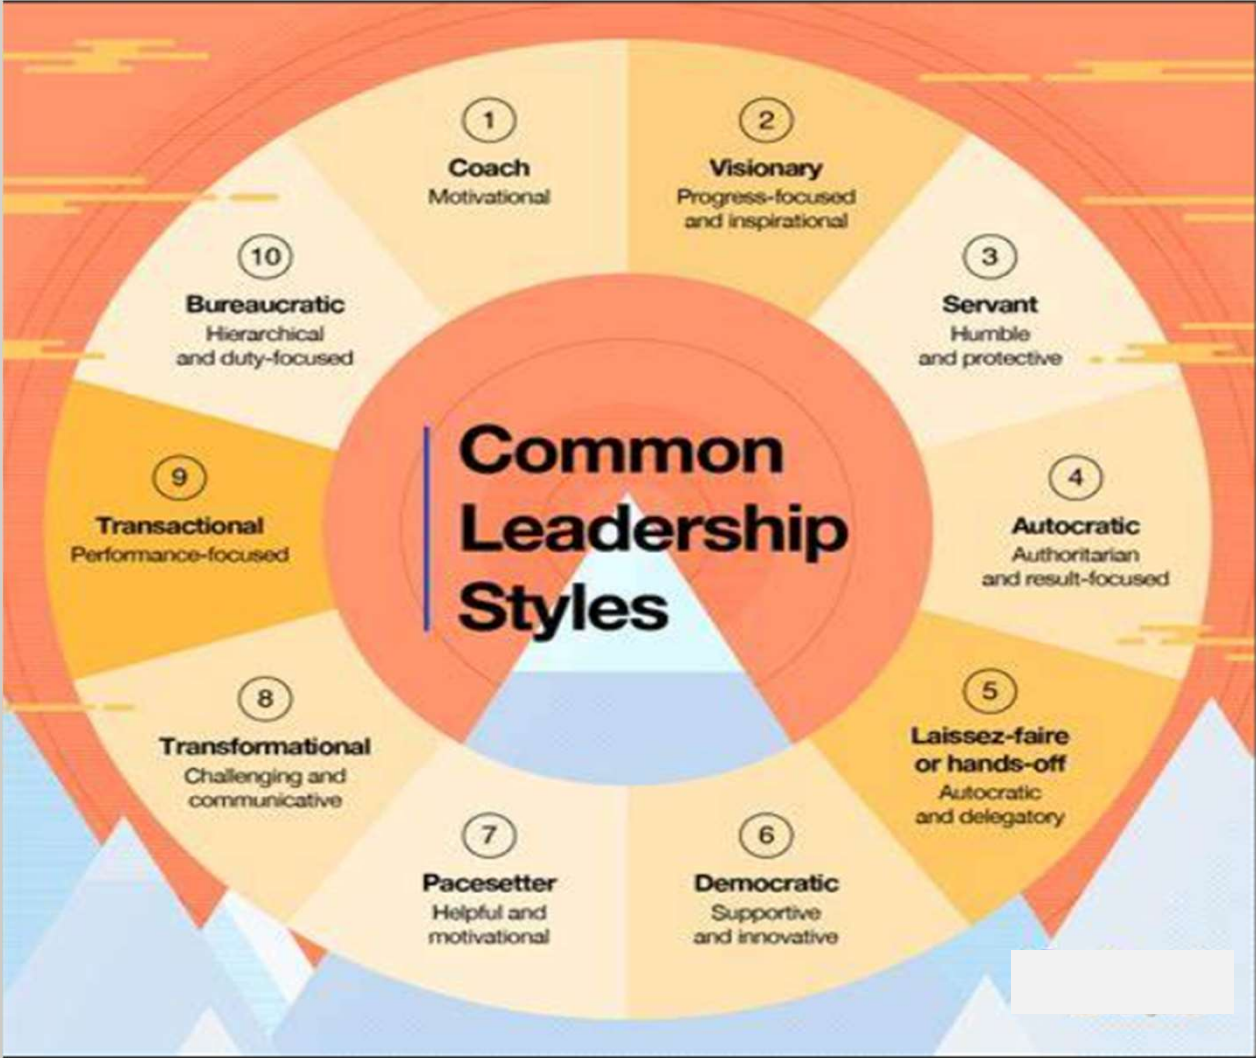 Common
Leadership
Styles
1
Coach
Motivational
2
Visionary
Progress-focused
and inspirational
3
Servant
Humble
and protective
4
Autocratic
Authoritarian
and result-focused
5
Laissez-faire
or hands-off
Autocratic
and delegatory
6
Democratic
Supportive
and innovative
7
Pacesetter
Helpful and
motivational
8
Transformational
Challenging and
communicative
9
Transactional
Performance-focused
10
Bureaucratic
Hierarchical
and duty-focused